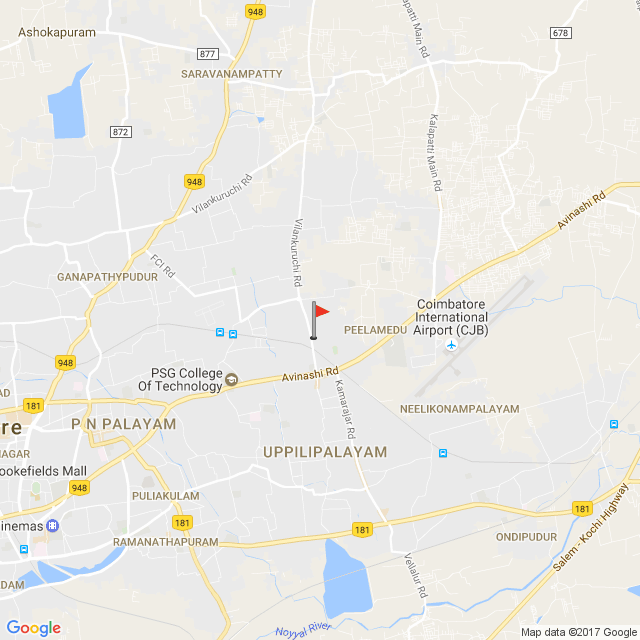 948
Ashokapuram
678
877
Kalapatti Main Rd
SARAVANAMPATTY
Kalapatti Main Rd
872
948
Vilankuruchi Rd
Avinashi Rd
Vilankuruchi Rd
FCI Rd
GANAPATHYPUDUR
Coimbatore
International
Airport (CJB)
PEELAMEDU
948
PSG College
Of Technology
Avinashi Rd
Kamarajar Rd
AD
181
NEELIKONAMPALAYAM
re
P N PALAYAM
NAGAR
UPPILIPALAYAM
ookefields Mall
948
PULIAKULAM
181
181
181
inemas
RAMANATHAPURAM
ONDIPUDUR
Salem - Kochi Highway
Vellalur Rd
DAM
Noyyal River
Google
Map data ©2017 Google